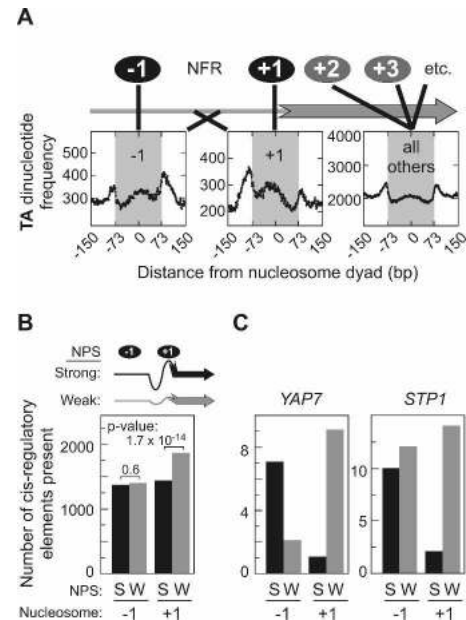 A
-1 NFR +1 +2 +3 etc.
TA dinucleotide
frequency
500
400
300
200
-1
-150
-73
0
73
150
600
500
400
300
200
+1
-150
-73
0
73
150
4000
3000
2000
1000
all
others
-150
-73
0
73
150
Distance from nucleosome dyad (bp)
B
NPS -1 +1
Strong:
Weak:
Number of cis-regulatory
elements present
2000
1000
0
p-value:
1.7 x 10-14
0.6
NPS: S W S W
Nucleosome: -1 +1
C
YAP7
8
4
0
S W S W
-1 +1
STP1
10
5
0
S W S W
-1 +1